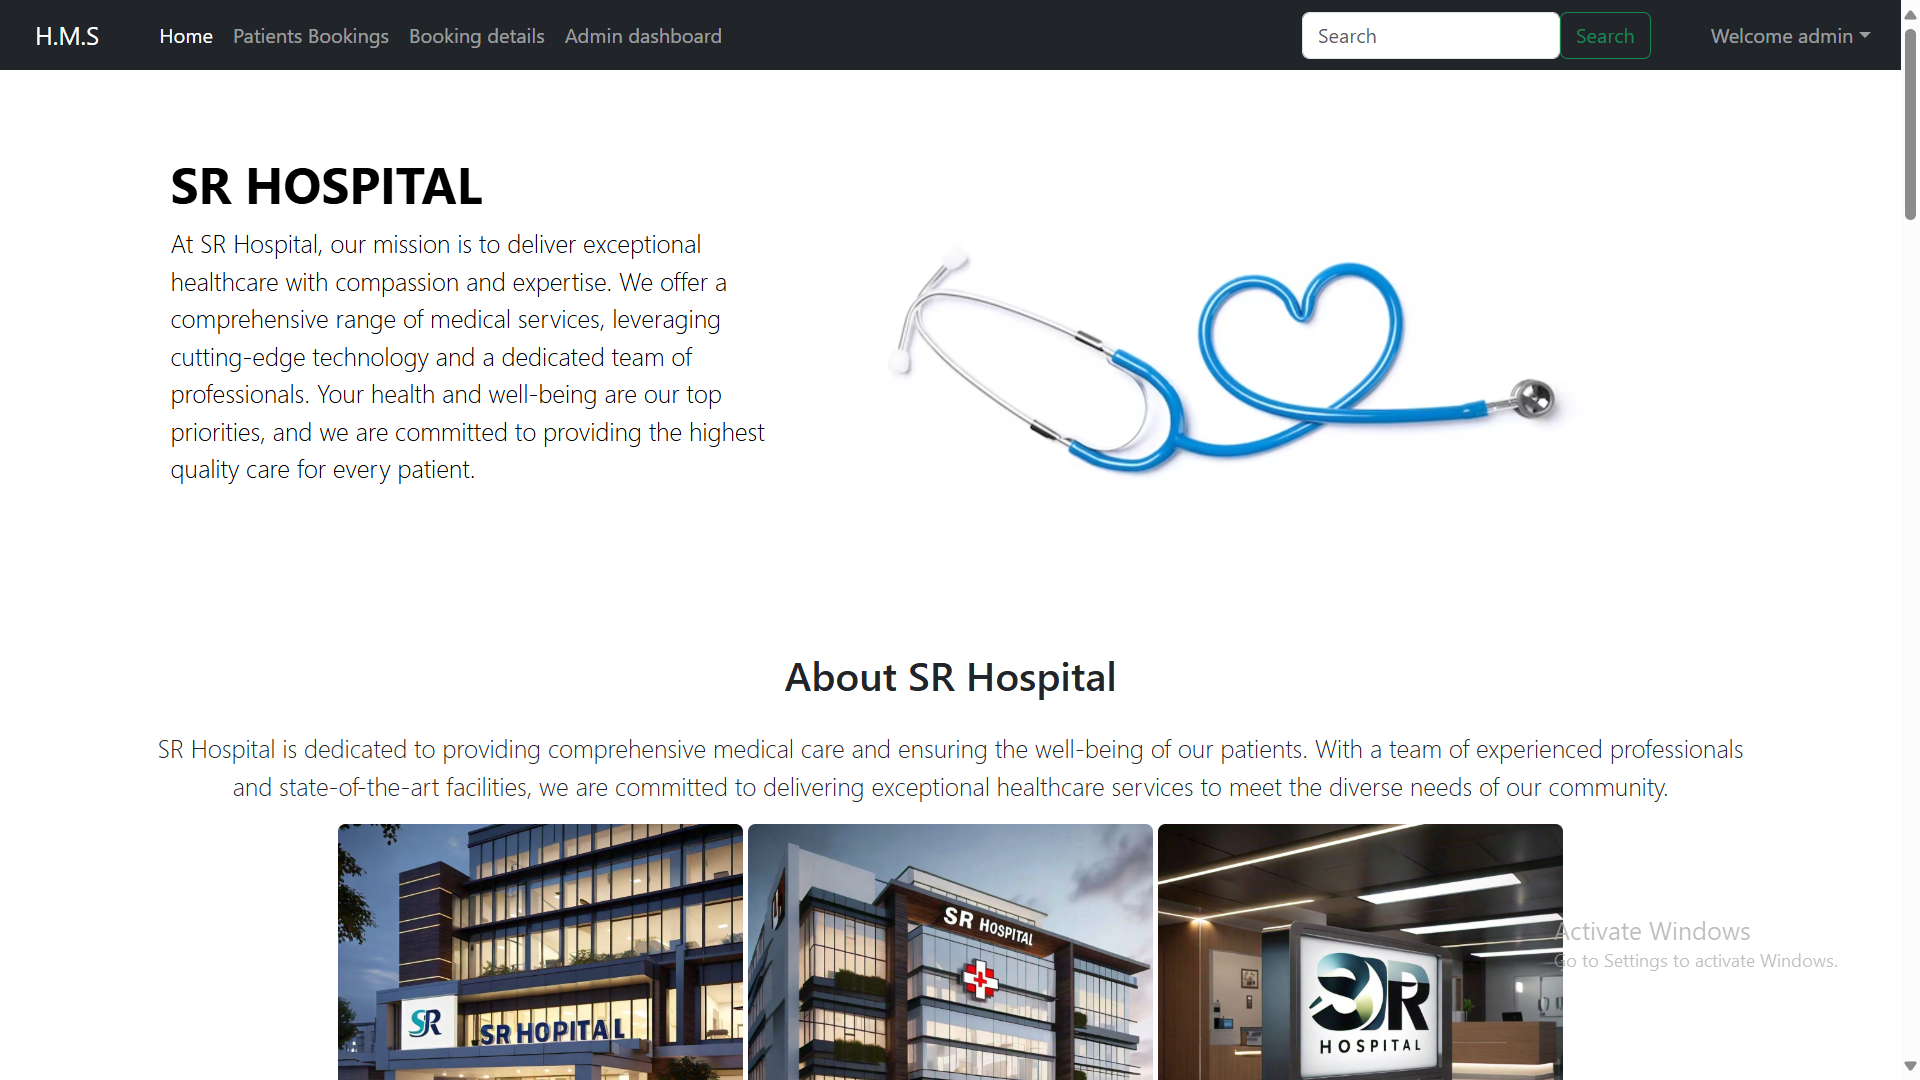 H.M.S Home Patients Bookings Booking details Admin dashboard Search Search Welcome admin
SR HOSPITAL
At SR Hospital, our mission is to deliver exceptional
healthcare with compassion and expertise. We offer a
comprehensive range of medical services, leveraging
cutting-edge technology and a dedicated team of
professionals. Your health and well-being are our top
priorities, and we are committed to providing the highest
quality care for every patient.
About SR Hospital
SR Hospital is dedicated to providing comprehensive medical care and ensuring the well-being of our patients. With a team of experienced professionals
and state-of-the-art facilities, we are committed to delivering exceptional healthcare services to meet the diverse needs of our community.
SR
SR HOPITAL
SR HOSPITAL
SR
HOSPITAL
Activate Windows
Go to Settings to activate Windows.